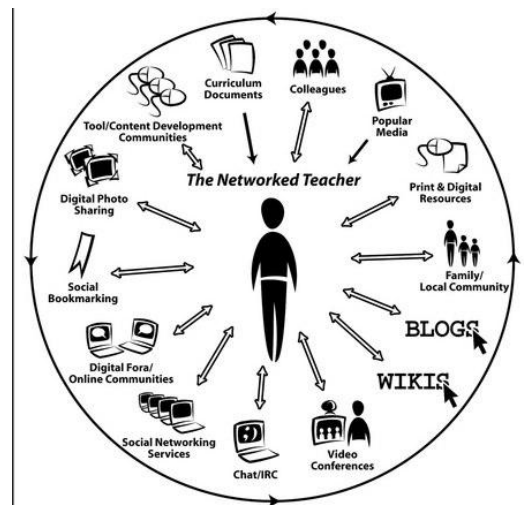 Curriculum
Documents
Colleagues
Popular
Media
Tool/Content Development
Communities
The Networked Teacher
Digital Photo
Sharing
Print & Digital
Resources
Social
Bookmarking
Family/
Local Community
BLOGS
Digital Fora/
Online Communities
WIKIS
Social Networking
Services
Chat/IRC
Video
Conferences